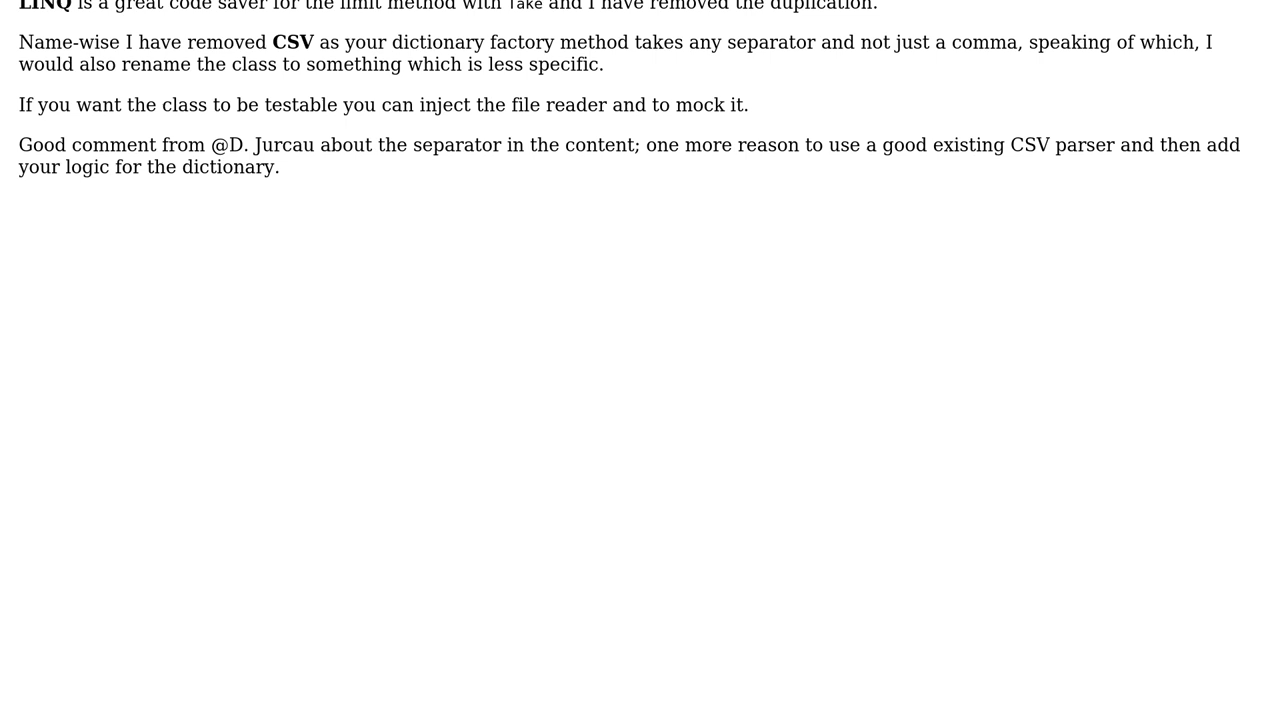 LINQ is a great code saver for the limit method with Take and I have removed the duplication.
Name-wise I have removed CSV as your dictionary factory method takes any separator and not just a comma, speaking of which, I
would also rename the class to something which is less specific.
If you want the class to be testable you can inject the file reader and to mock it.
Good comment from @D. Jurcau about the separator in the content; one more reason to use a good existing CSV parser and then add
your logic for the dictionary.